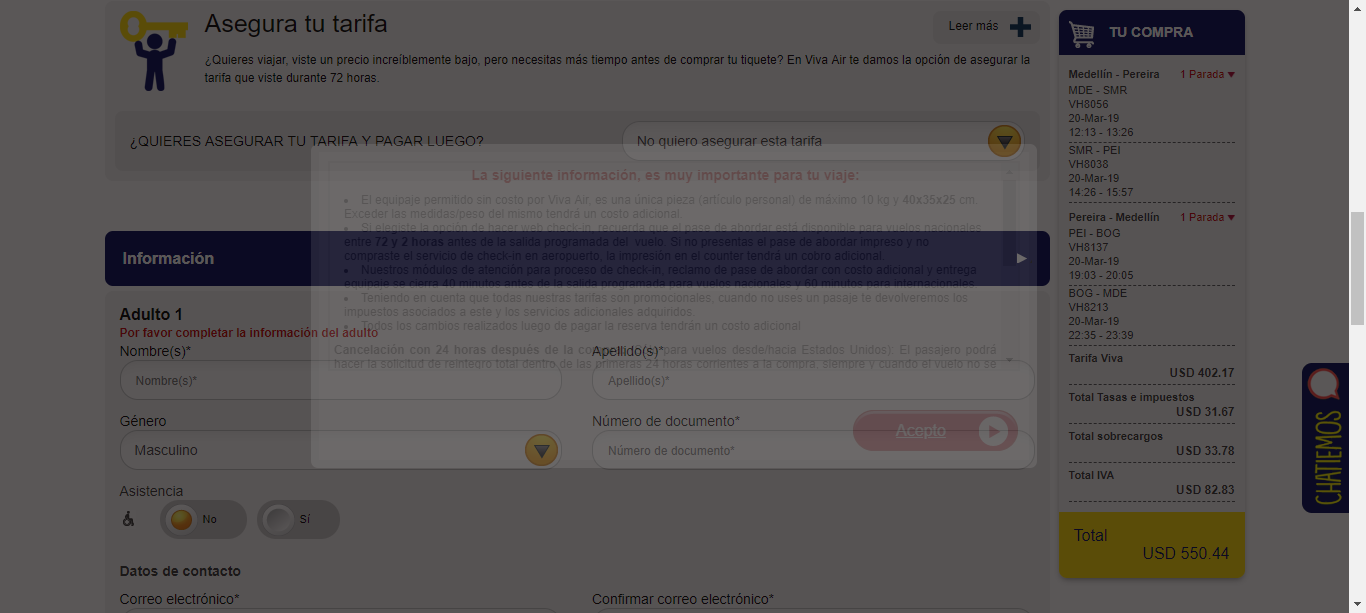 Asegura tu tarifa
Leer más
¿Quieres viajar, viste un precio increíblemente bajo, pero necesitas más tiempo antes de comprar tu tiquete? En Viva Air te damos la opción de asegurar la
tarifa que viste durante 72 horas.
¿QUIERES ASEGURAR TU TARIFA Y PAGAR LUEGO?
No quiero asegurar esta tarifa
La siguiente información, es muy importante para tu viaje:
• El equipaje permitido sin costo por Viva Air, es una única pieza (artículo personal) de máximo 10 kg y 40x35x25 cm.
Exceder las medidas/peso del mismo tendrá un costo adicional.
• Si elegiste la opción de hacer web check-in, recuerda que el pase de abordar está disponible para vuelos nacionales
entre 72 y 2 horas antes de la salida programada del vuelo. Si no presentas el pase de abordar impreso y no
compraste el servicio de check-in en aeropuerto, la impresión en el counter tendrá un cobro adicional.
• Nuestros módulos de atención para proceso de check-in, reclamo de pase de abordar con costo adicional y entrega
equipaje se cierra 40 minutos antes de la salida programada para vuelos nacionales y 60 minutos para internacionales
• Teniendo en cuenta que todas nuestras tarifas son promocionales, cuando no uses un pasaje te devolveremos los
impuestos asociados a este y los servicios adicionales adquiridos.
• Todos los cambios realizados luego de pagar la reserva tendrán un costo adicional
Cancelación con 24 horas después de la para vuelos desde/hacia Estados Unidos). El pasajero podrá
hacer la solicitud de reintegro total dentro de las primeras 24 horas corrientes a la compra, siempre y cuando el vuelo no se
Acepto
Información
Adulto 1
Por favor completar la información del adulto
Nombre(s)*
Apellido(s)*
Nombre(s)*
Apellido(s)*
Género
Número de documento*
Masculino
Número de documento*
Asistencia
No
Sí
Datos de contacto
Correo electrónico*
Confirmar correo electrónico*
TU COMPRA
Medellín - Pereira 1 Parada
MDE - SMR
VH8056
20-Mar-19
12:13 - 13:26
SMR - PEI
VH8038
20-Mar-19
14:26 - 15:57
Pereira - Medellín 1 Parada
PEI - BOG
VH8137
20-Mar-19
19:03 - 20:05
BOG - MDE
VH8213
20-Mar-19
22:35 - 23:39
Tarifa Viva
USD 402.17
Total Tasas e impuestos
USD 31.67
Total sobrecargos
USD 33.78
Total IVA
USD 82.83
Total
USD 550.44
CHATIEMOS